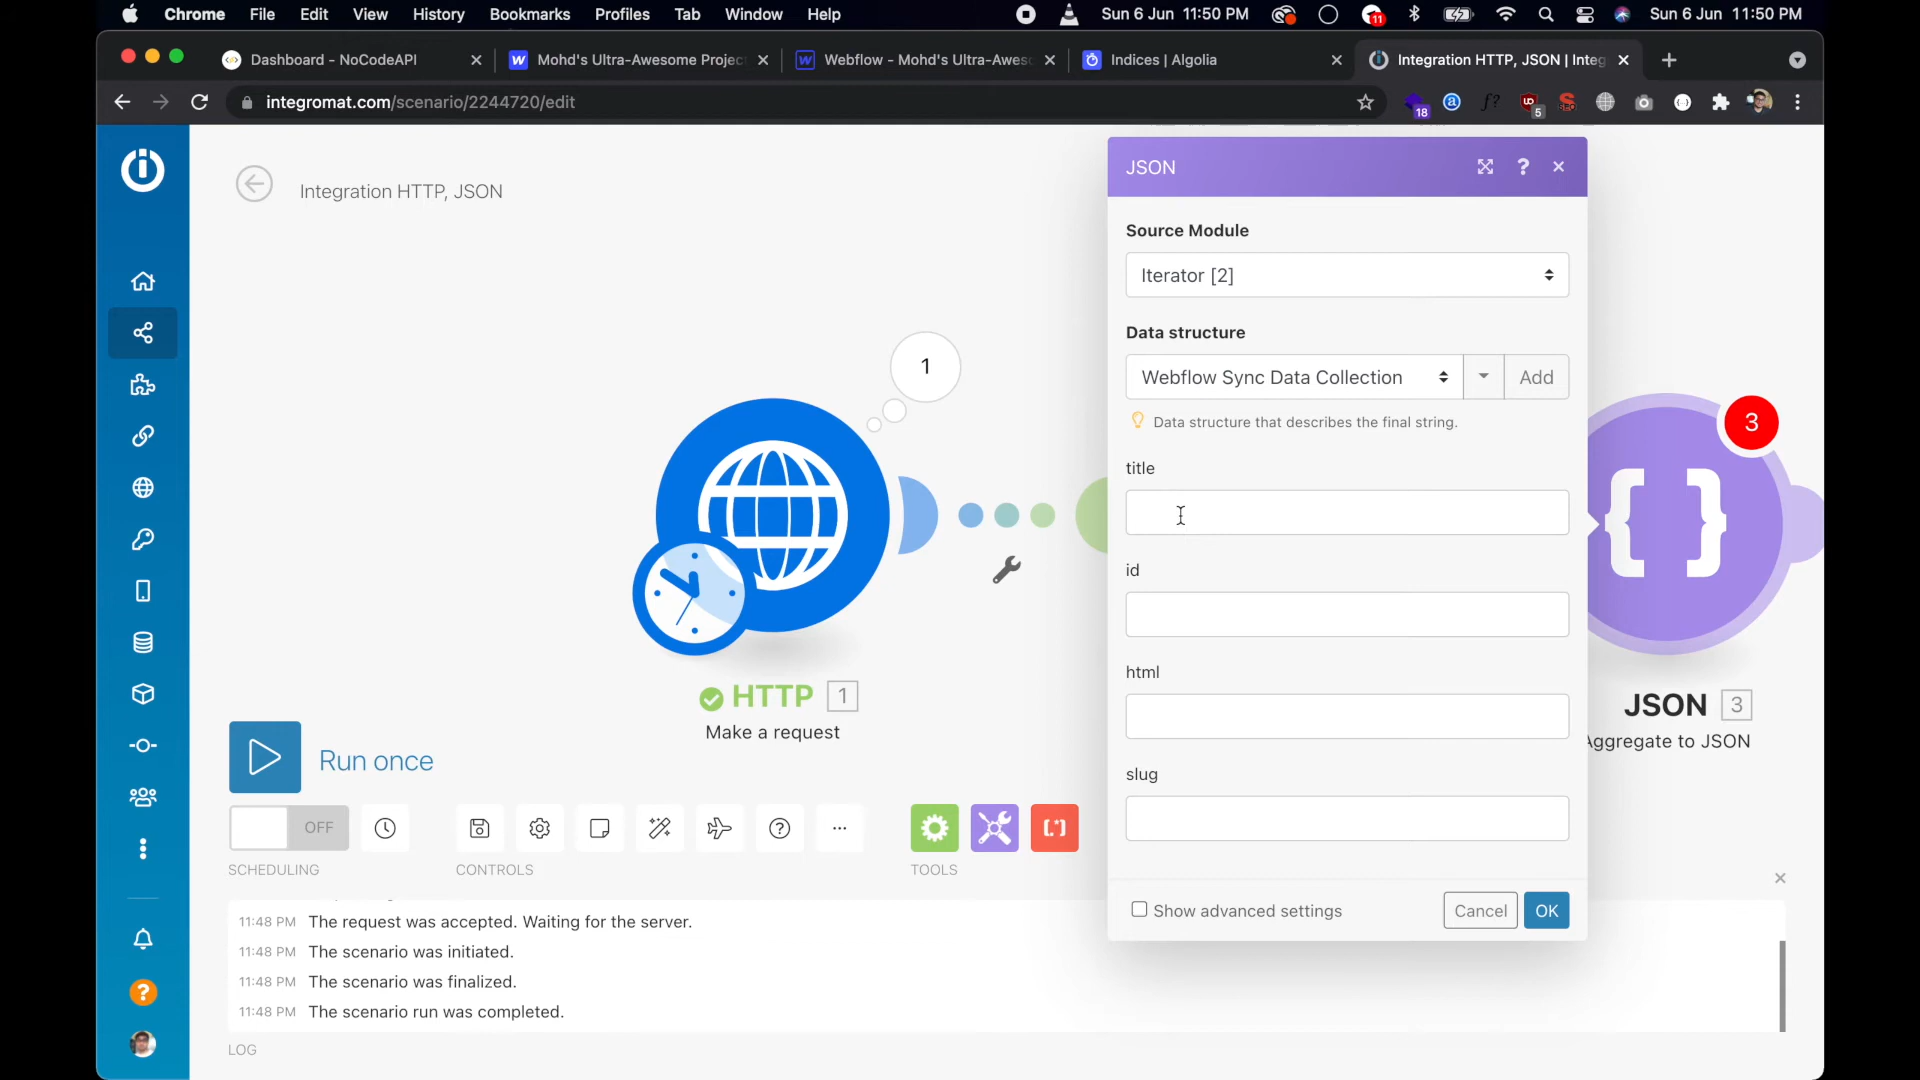 Chrome File Edit View History Bookmarks Profiles Tab Window Help
Sun 6 Jun 11:50 PM 11 Sun 6 Jun 11:50 PM
Dashboard - NoCodeAPI
Mohd's Ultra-Awesome Projec
Webflow - Mohd's Ultra-Awes
Indices | Algolia
Integration HTTP, JSON | Integ
integromat.com/scenario/2244720/edit
18
5
Integration HTTP, JSON
JSON
Source Module
Iterator [2]
Data structure
Webflow Sync Data Collection
Add
Data structure that describes the final string.
title
id
html
slug
Show advanced settings
Cancel
OK
1
HTTP 1
Make a request
3
JSON 3
Aggregate to JSON
Run once
OFF
SCHEDULING
CONTROLS
TOOLS
11:48 PM The request was accepted. Waiting for the server.
11:48 PM The scenario was initiated.
11:48 PM The scenario was finalized.
11:48 PM The scenario run was completed.
LOG